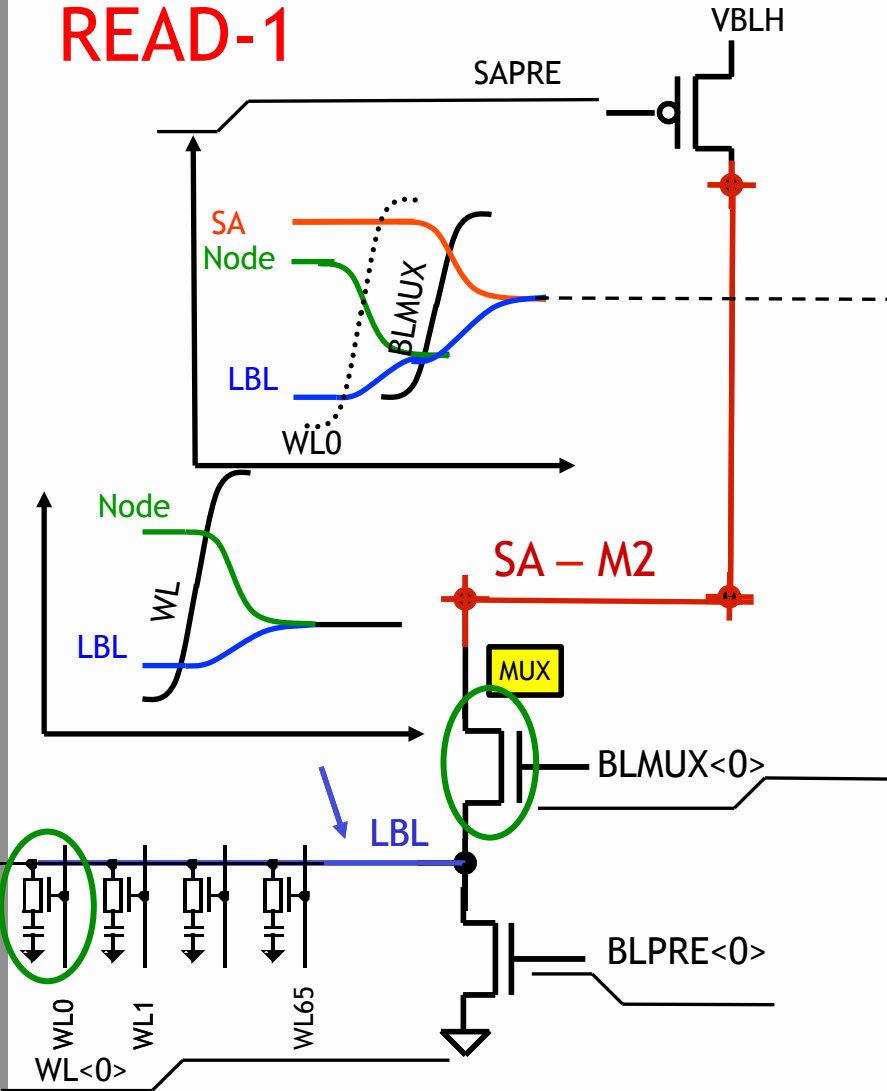 READ-1
VBLH
SAPRE
SA
Node
BLMUX
LBL
WL0
Node
WL
LBL
SA – M2
MUX
BLMUX<0>
LBL
BLPRE<0>
WL0
WL1
WL65
WL<0>